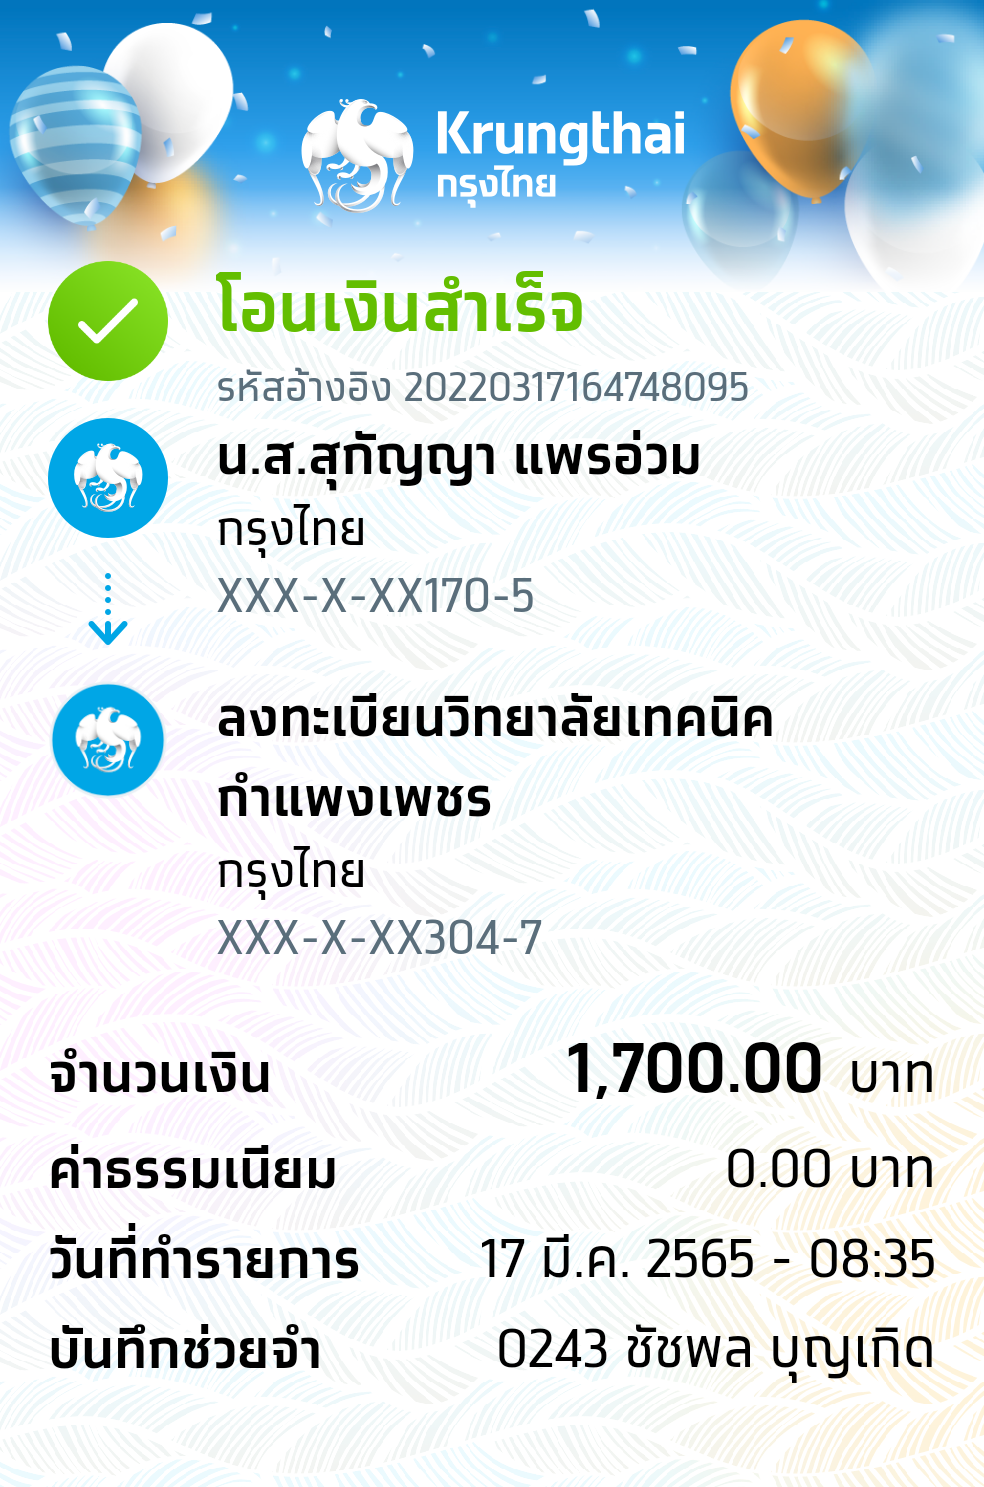 Krungthai
กรุงไทย
โอนเงินสำเร็จ
รหัสอ้างอิง 20220317164748095
น.ส.สุกัญญา แพรอ่วม
กรุงไทย
XXX-X-XX170-5
ลงทะเบียนวิทยาลัยเทคนิค
กำแพงเพชร
กรุงไทย
XXX-X-XX304-7
จำนวนเงิน 1,700.00 บาท
ค่าธรรมเนียม 0.00 บาท
วันที่ทำรายการ 17 มี.ค. 2565 - 08:35
บันทึกช่วยจำ 0243 ชัชพล บุญเกิด